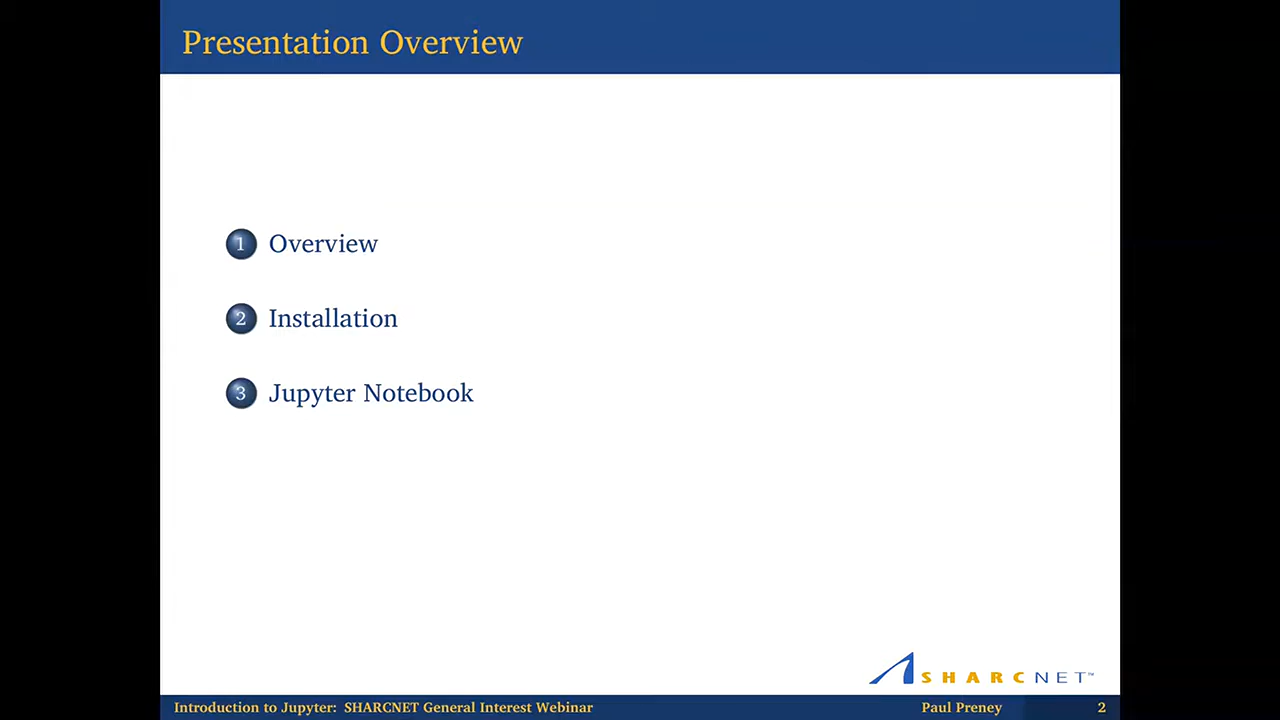 Presentation Overview
1 Overview
2 Installation
3 Jupyter Notebook
SHARCNET™
Introduction to Jupyter: SHARCNET General Interest Webinar Paul Preney 2